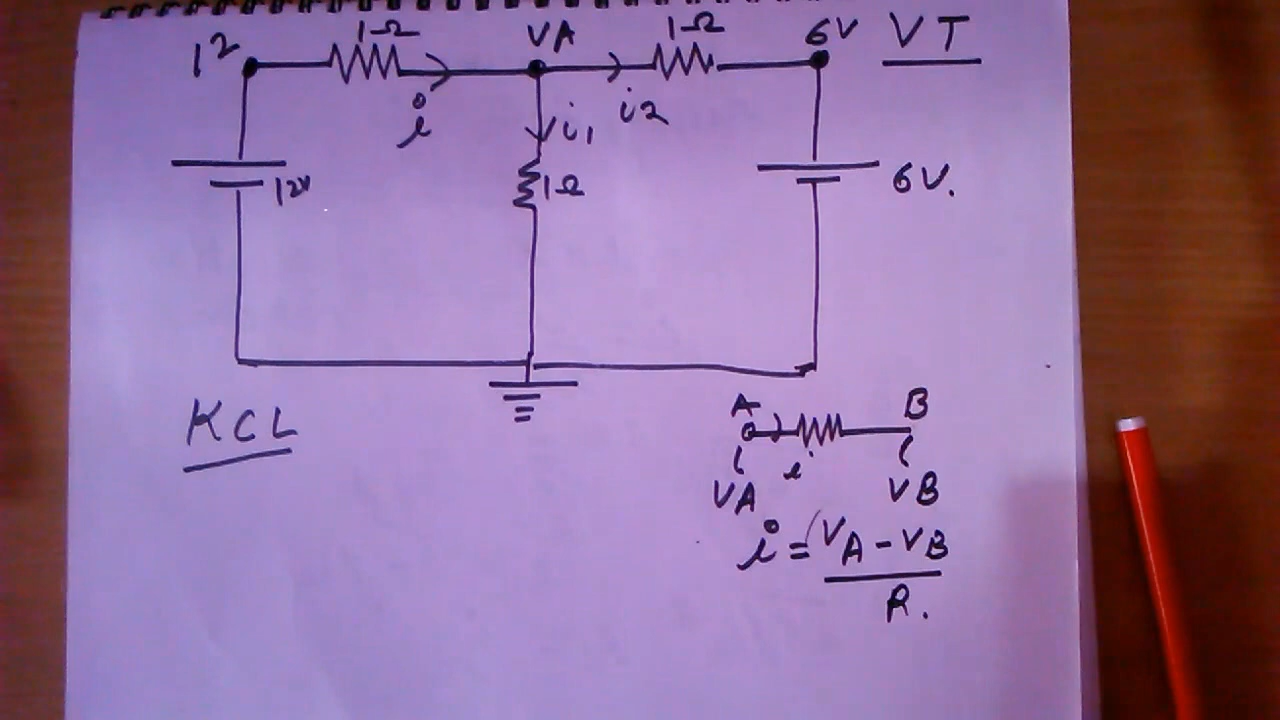 12 1Ω VA 1Ω 6V VT
i i1 i2
12V 1Ω 6V.
KCL
A B
i
VA VB
i = VA - VB
R.